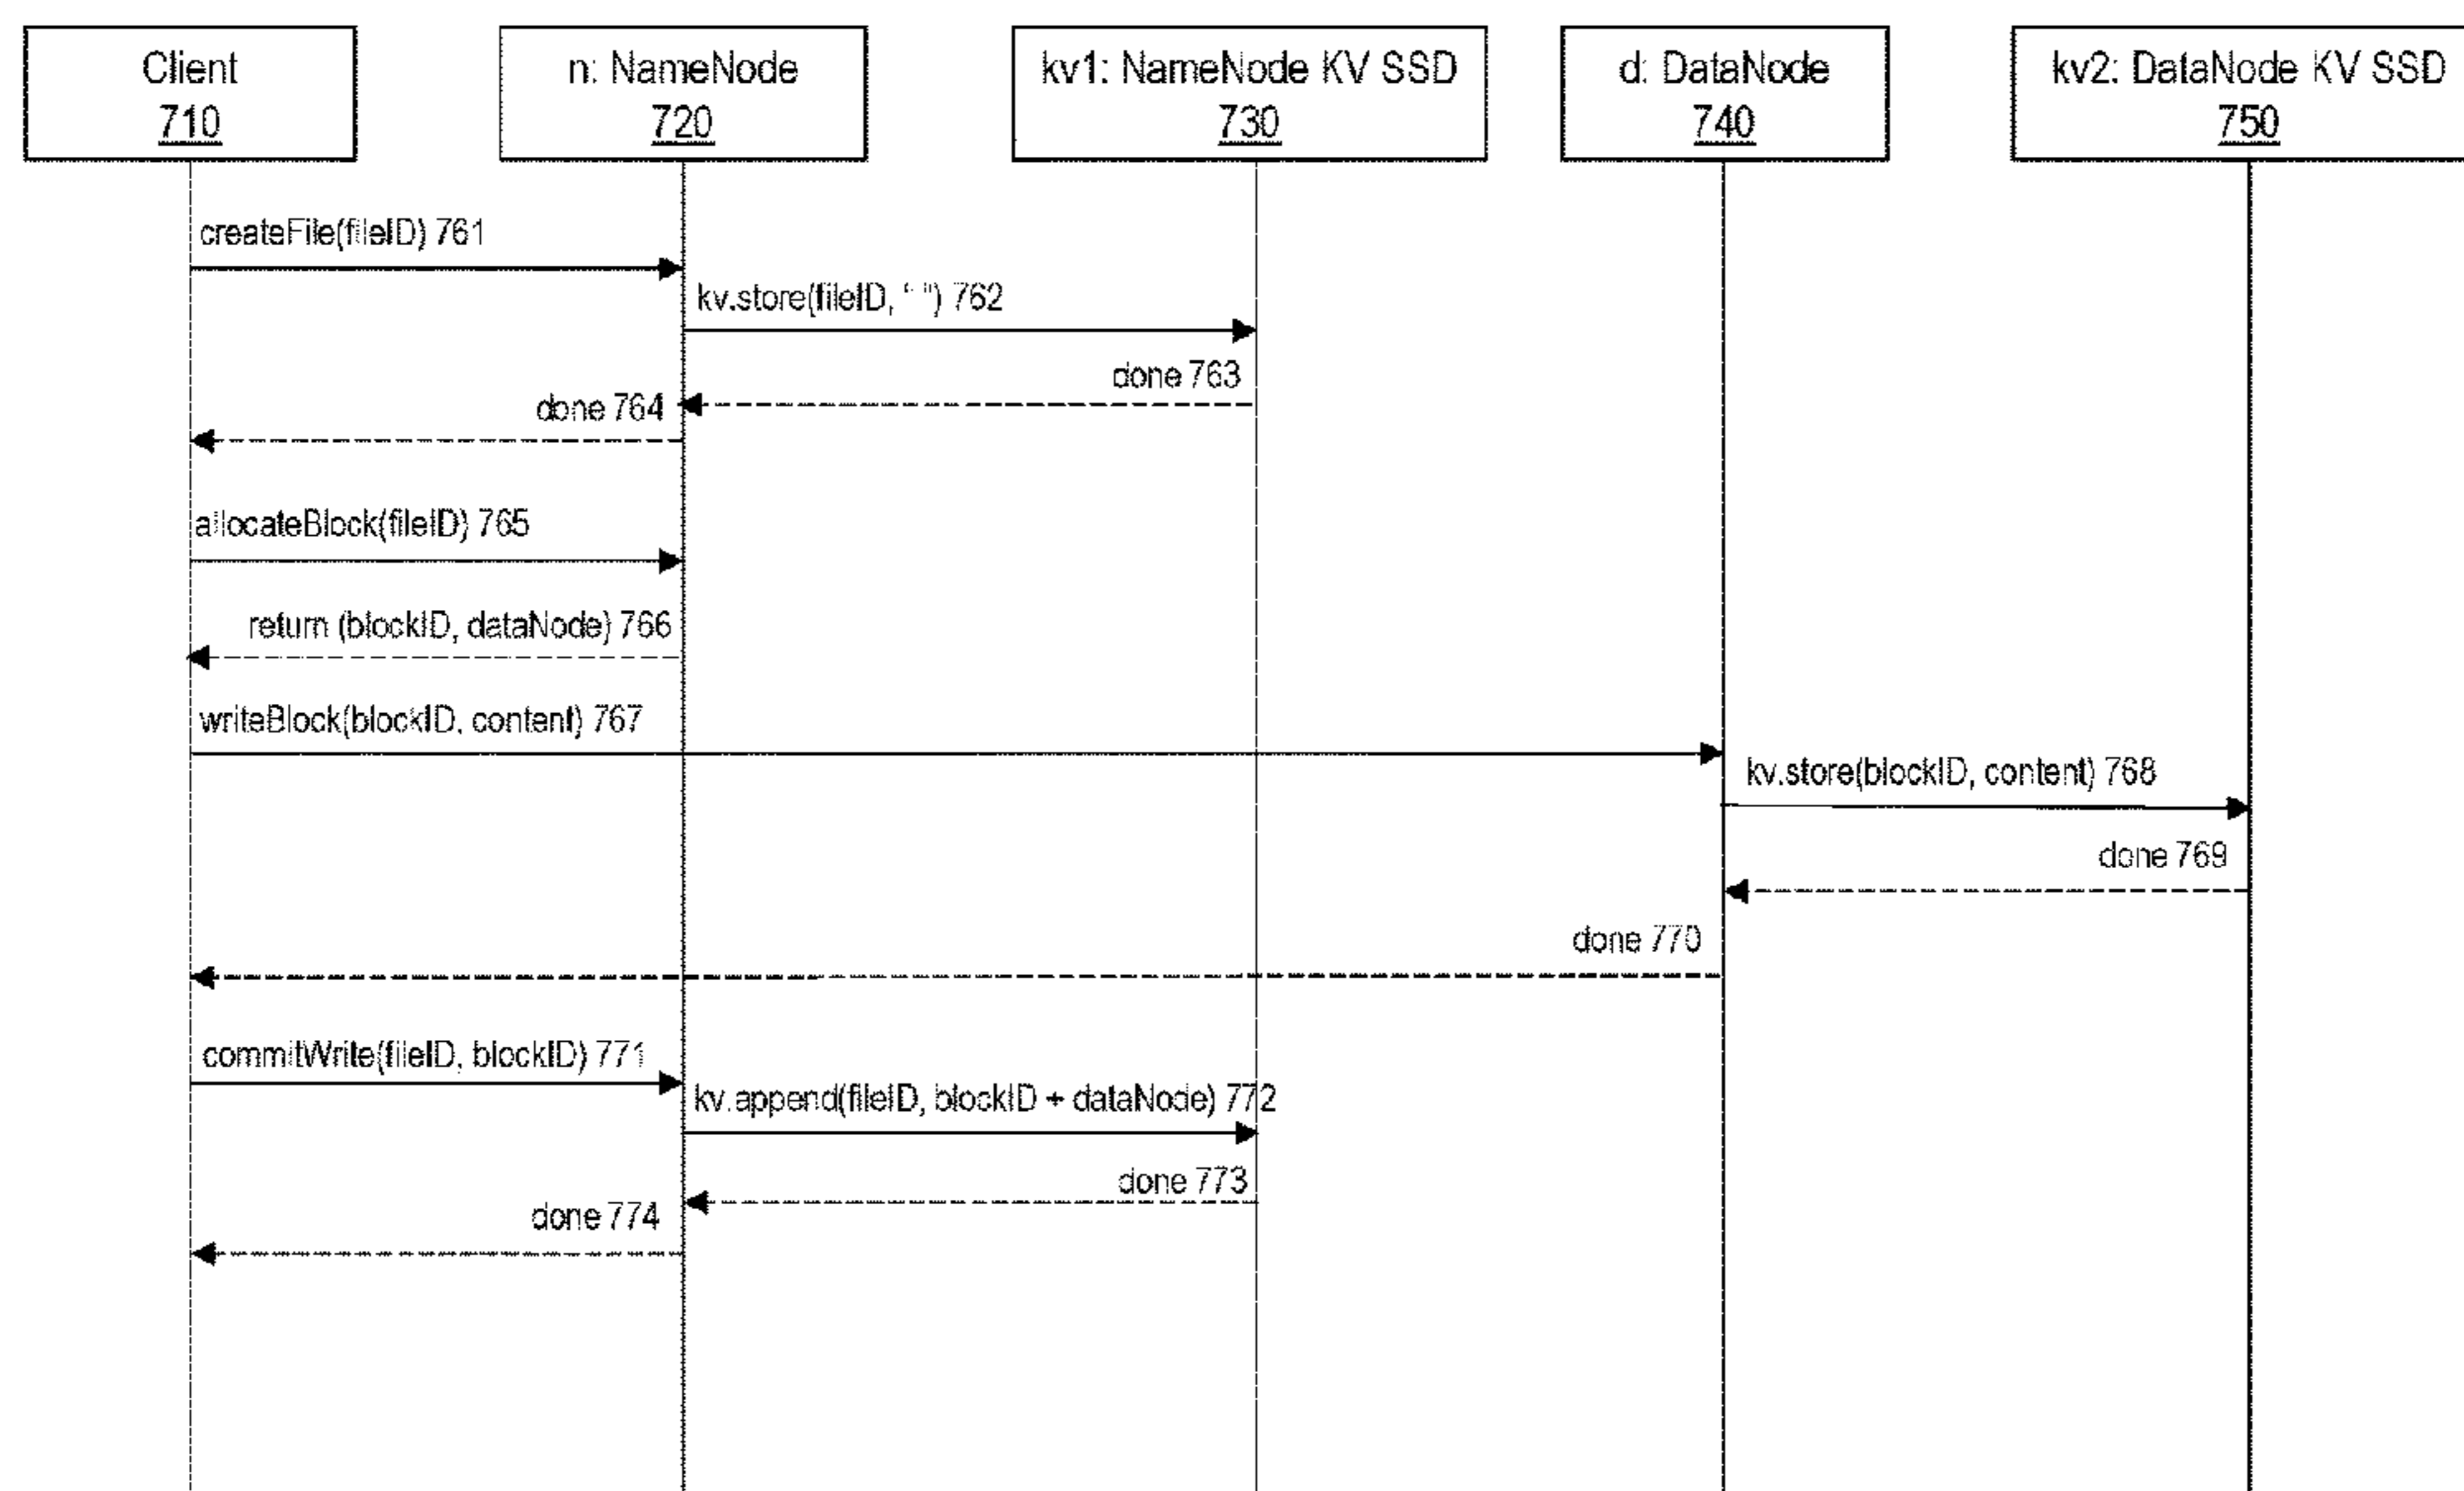 Client
710
n: NameNode
720
kv1: NameNode KV SSD
730
d: DataNode
740
kv2: DataNode KV SSD
750
createFile(fileID) 761
kv.store(fileID, “ ”) 762
done 763
done 764
allocateBlock(fileID) 765
return (blockID, dataNode) 766
writeBlock(blockID, content) 767
kv.store(blockID, content) 768
done 769
done 770
commitWrite(fileID, blockID) 771
kv.append(fileID, blockID + dataNode) 772
done 773
done 774